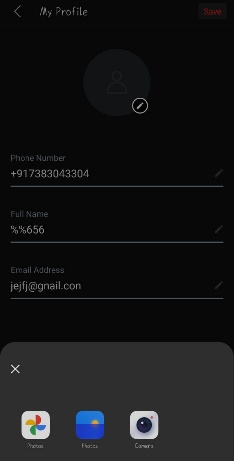 My Profile
Save
Phone Number
+917383043304
Full Name
%%656
Email Address
jejfj@gnail.con
Photos
Photos
Camera